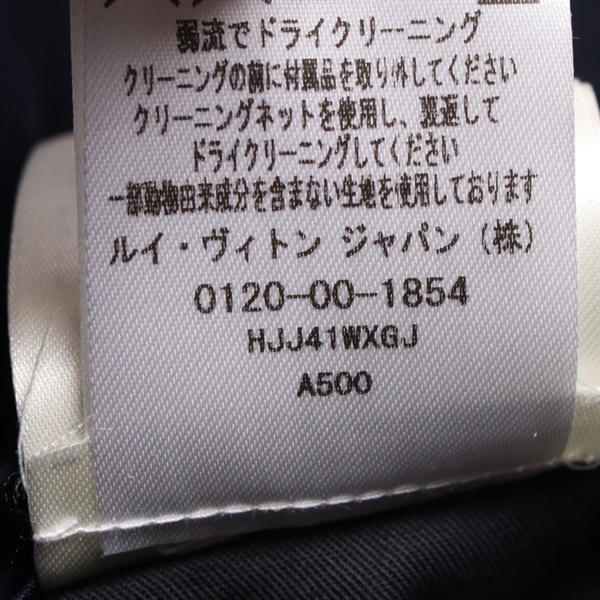 弱流でドライクリーニング
クリーニングの前に付属品を取り外してください
クリーニングネットを使用し、裏返して
ドライクリーニングしてください
一部動物由来成分を含まない生地を使用しております
ルイ・ヴィトン ジャパン (株)
0120-00-1854
HJJ41WXGJ
A500